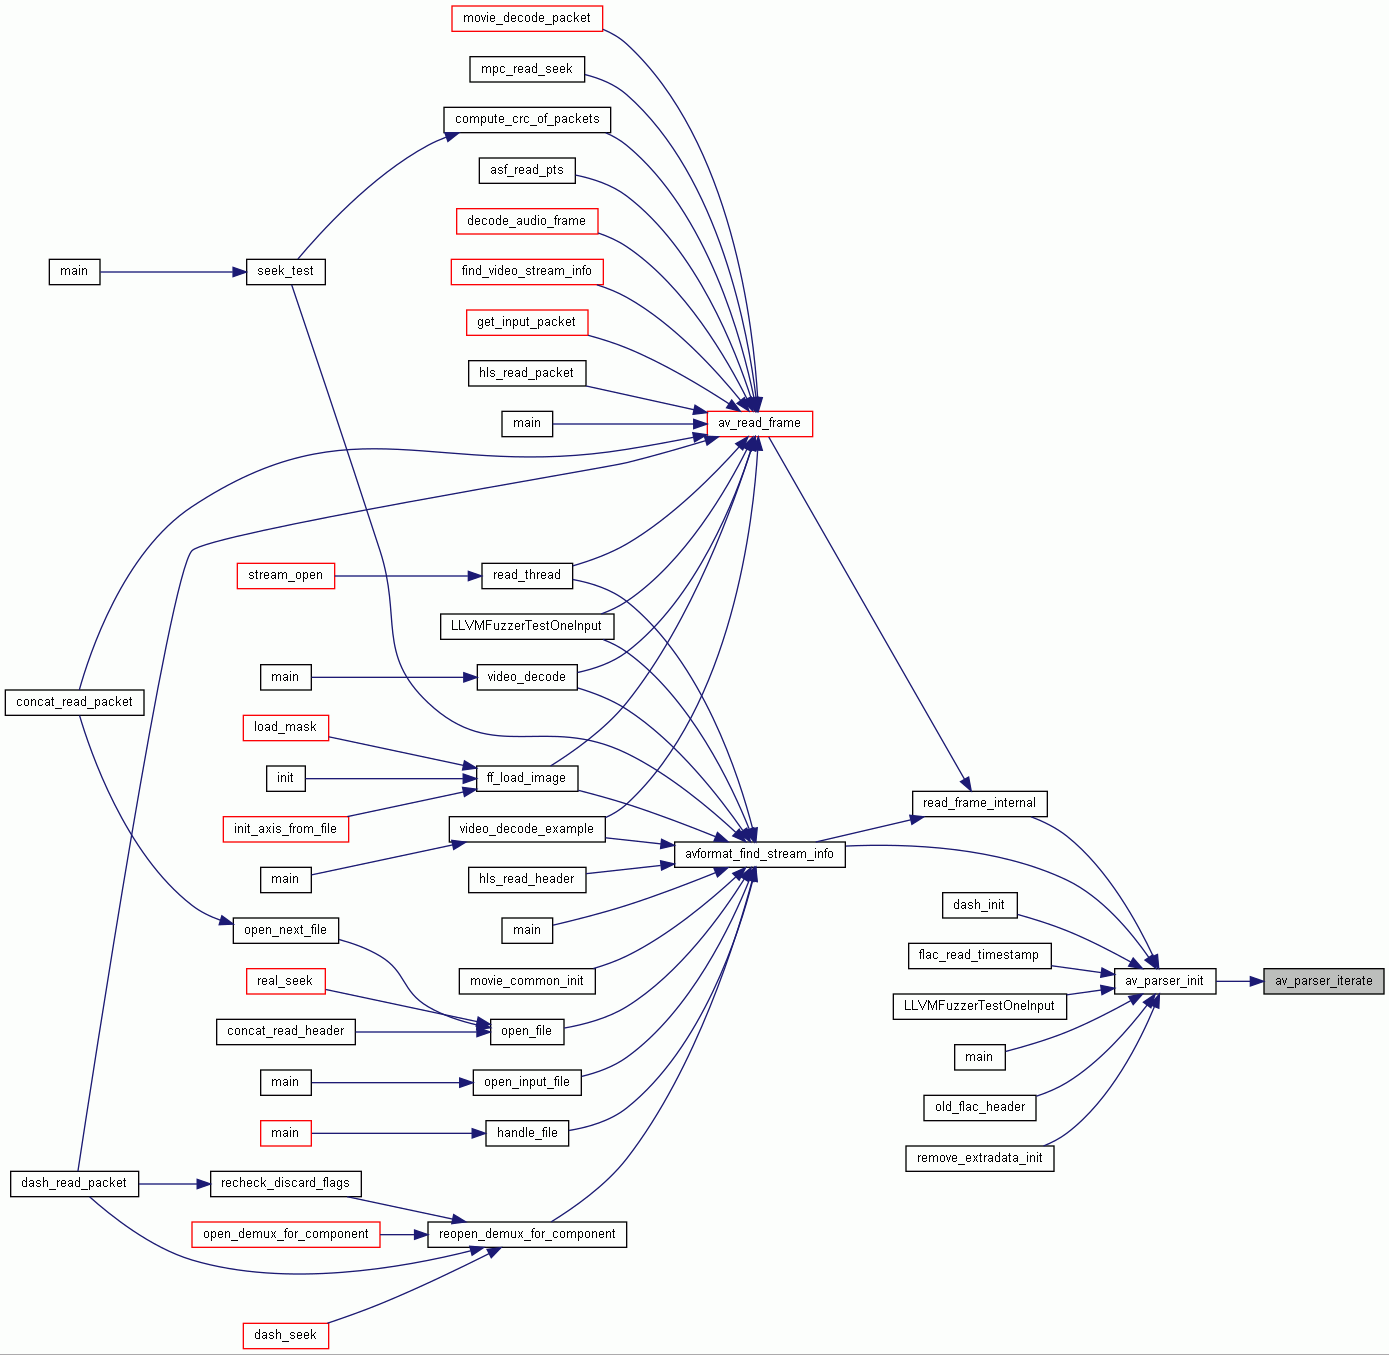 movie_decode_packet
mpc_read_seek
compute_crc_of_packets
asf_read_pts
decode_audio_frame
main
seek_test
find_video_stream_info
get_input_packet
hls_read_packet
main
av_read_frame
stream_open
read_thread
LLVMFuzzerTestOneInput
main
video_decode
concat_read_packet
load_mask
init
ff_load_image
read_frame_internal
init_axis_from_file
video_decode_example
avformat_find_stream_info
main
hls_read_header
dash_init
open_next_file
main
flac_read_timestamp
real_seek
movie_common_init
av_parser_init
av_parser_iterate
LLVMFuzzerTestOneInput
concat_read_header
open_file
main
main
open_input_file
old_flac_header
main
handle_file
remove_extradata_init
dash_read_packet
recheck_discard_flags
open_demux_for_component
reopen_demux_for_component
dash_seek